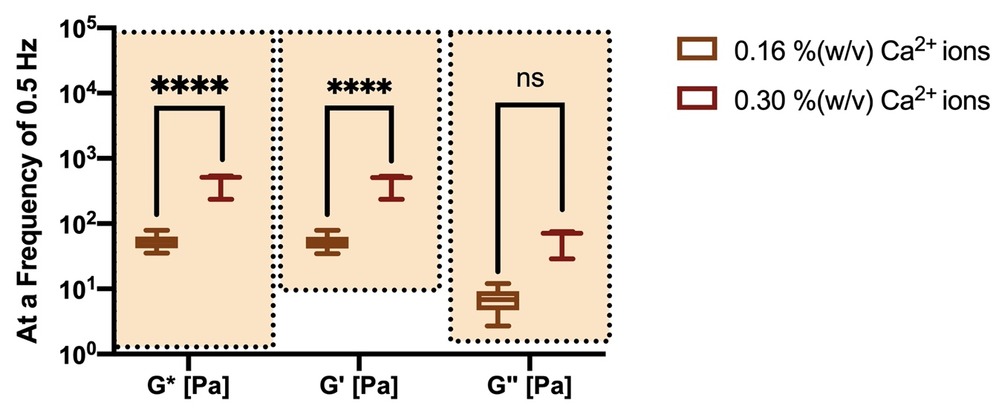 At a Frequency of 0.5 Hz
10⁵
10⁴
10³
10²
10¹
10⁰
**** **** ns
G* [Pa] G' [Pa] G" [Pa]
0.16 %(w/v) Ca²⁺ ions
0.30 %(w/v) Ca²⁺ ions